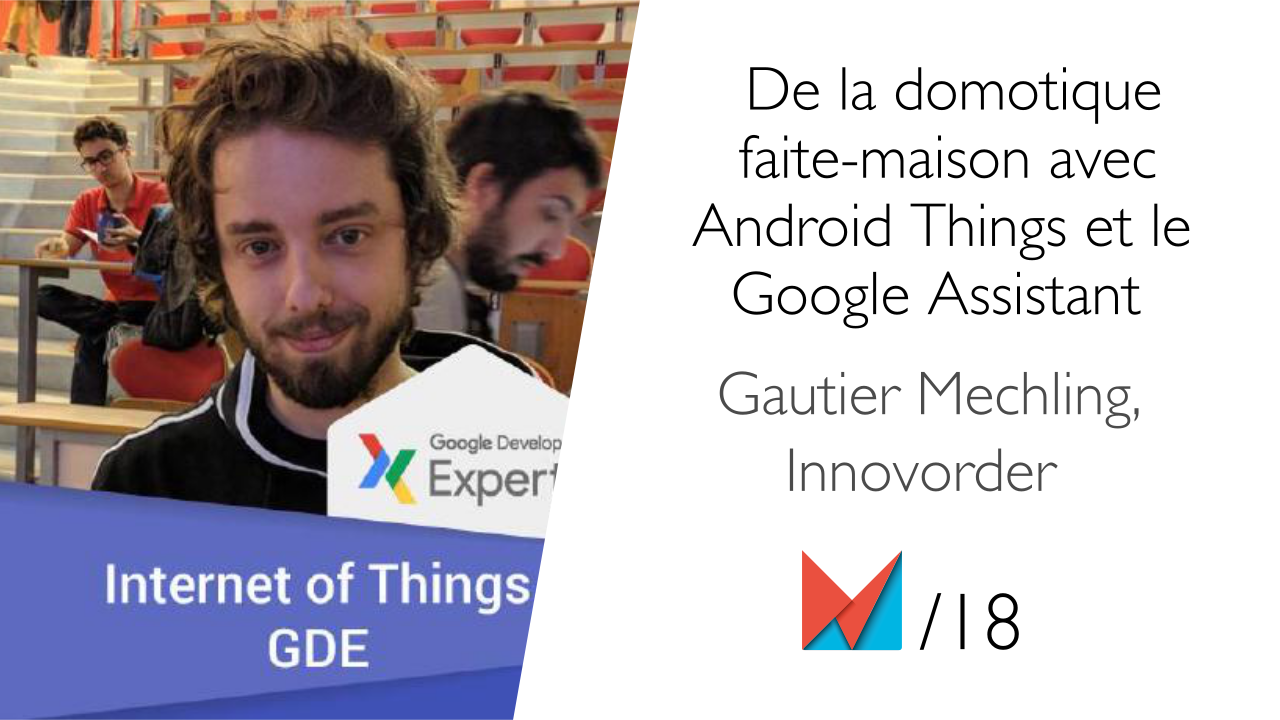 De la domotique
faite-maison avec
Android Things et le
Google Assistant
Gautier Mechling,
Innovorder
/18
Google Develop
Expert
Internet of Things
GDE